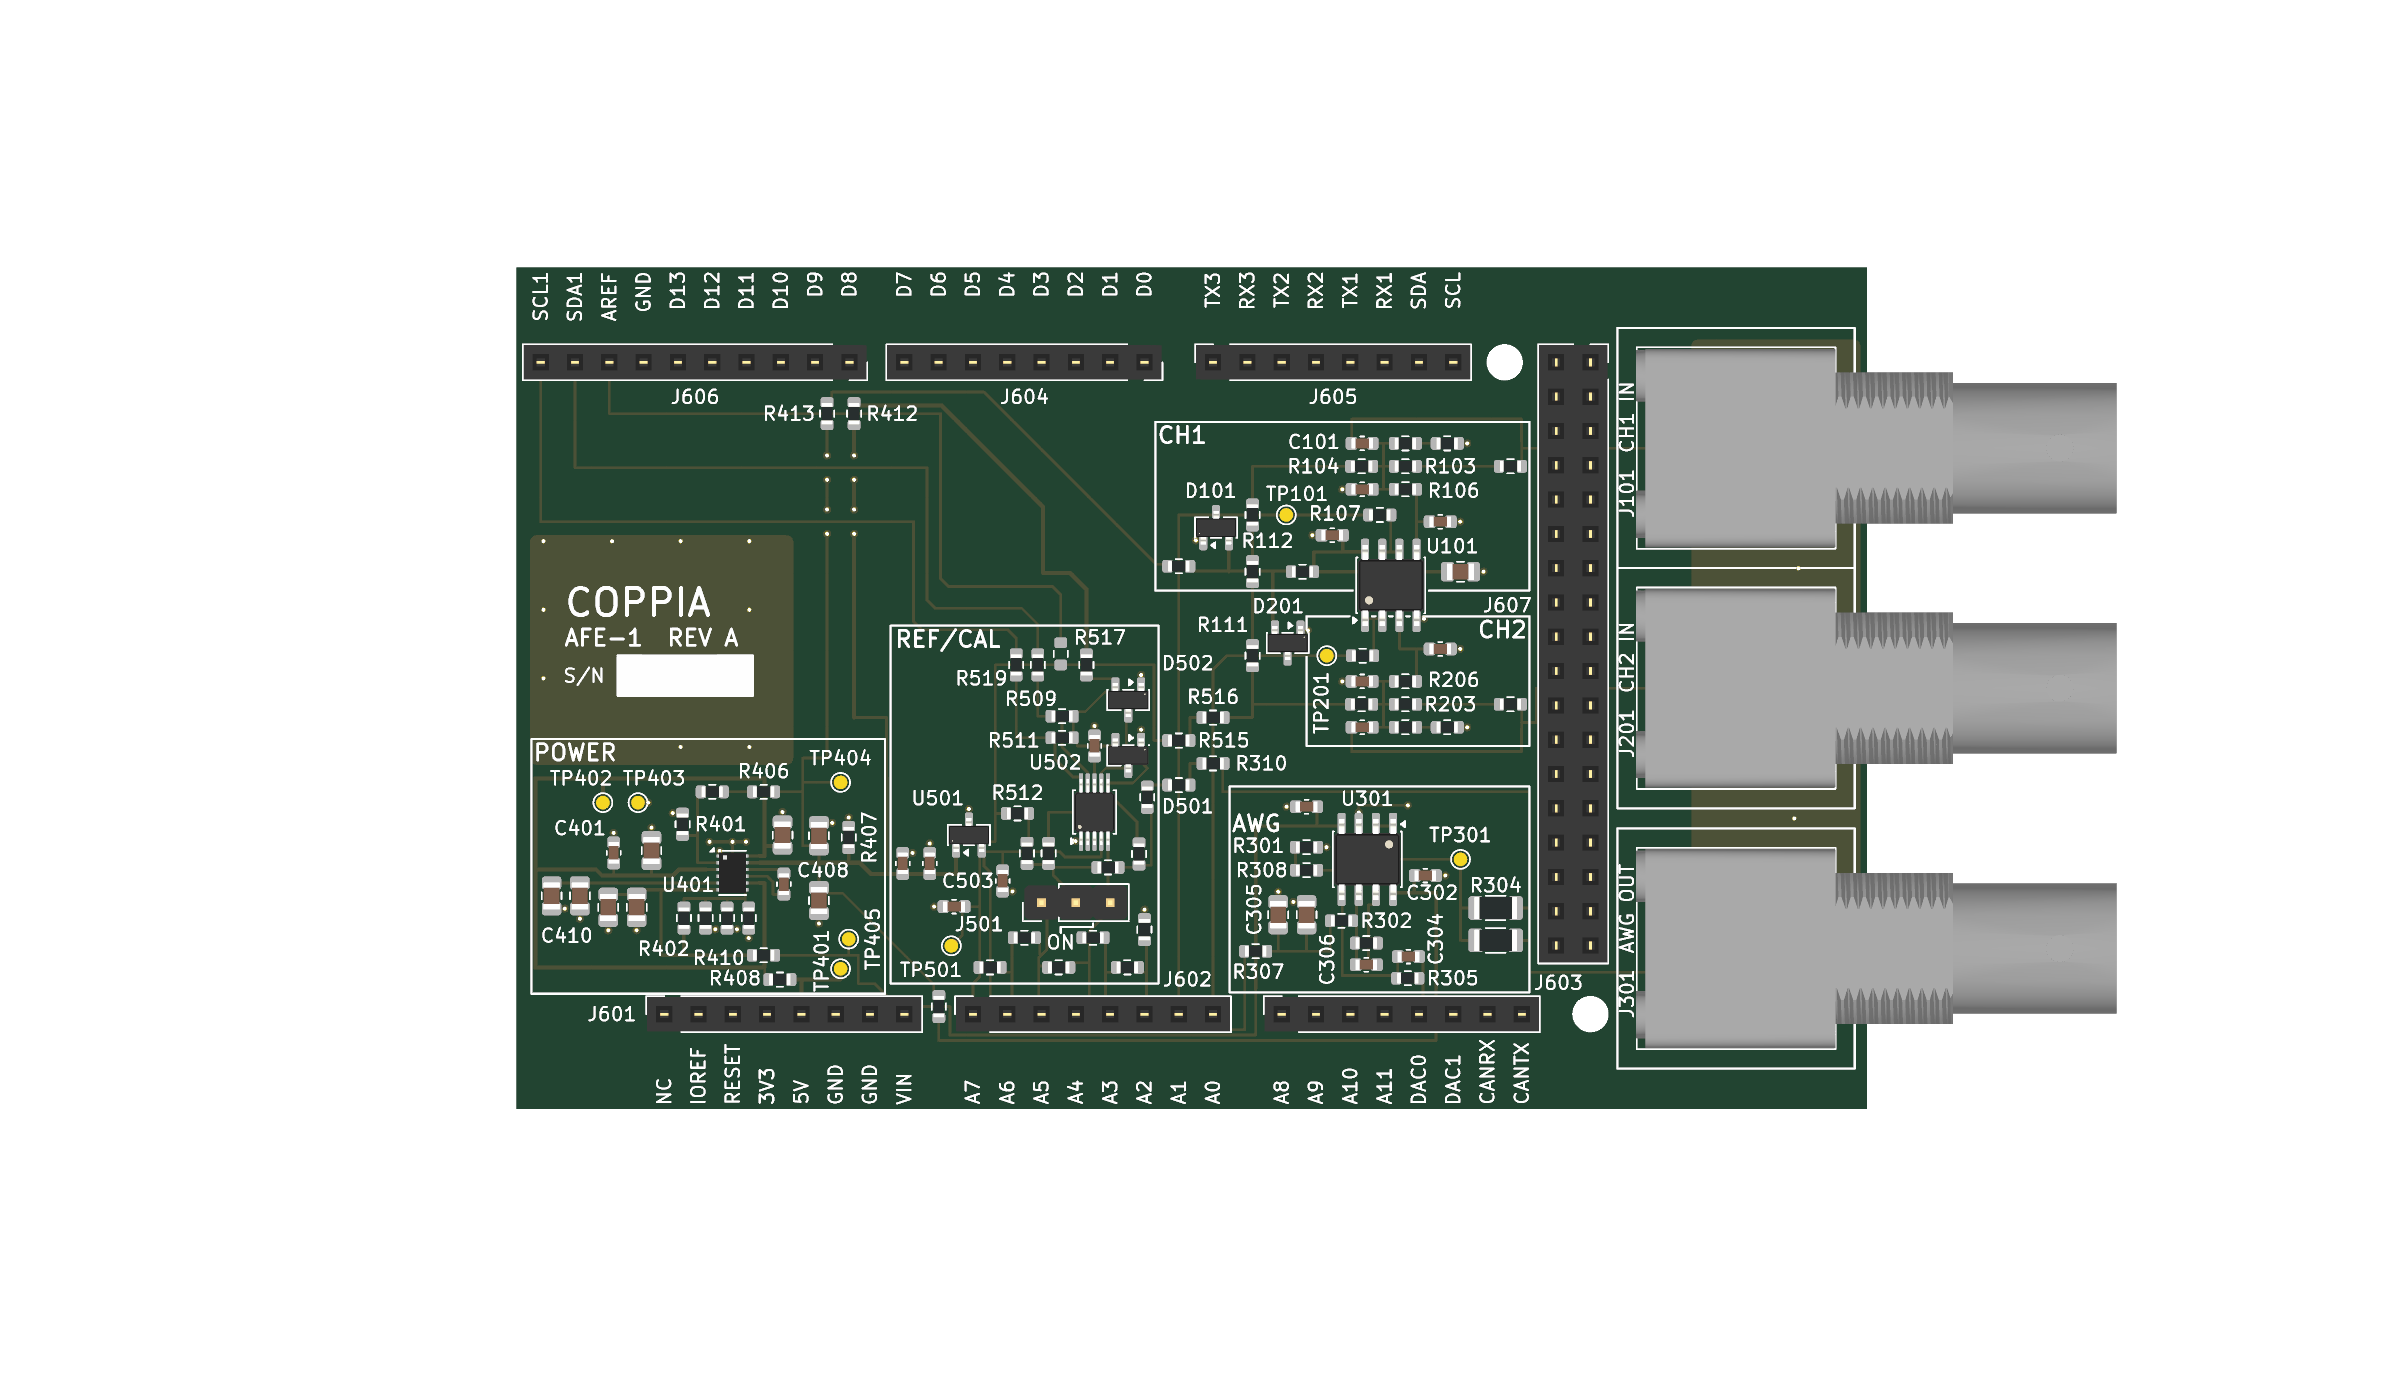 SCL1 SDA1 AREF GND D13 D12 D11 D10 D9 D8 D7 D6 D5 D4 D3 D2 D1 D0 TX3 RX3 TX2 RX2 TX1 RX1 SDA SCL
J606 J604 J605
R413 R412
CH1
C101
R104 R103
D101 TP101 R106
R107
R112 U101
J101 CH1 IN
COPPIA
AFE-1 REV A
S/N
D201 J607
R111 CH2
REF/CAL R517
D502
R519 R206
R509 R516 R203
TP201
R511 R515
U502 R310
J201 CH2 IN
POWER
TP404
TP402 TP403 R406
C401 R401 R407
U401 C408
C410 R402
R410
R408 TP401 TP405
U501 R512 D501
C503
J501
ON
TP501
J602
AWG U301
R301 TP301
R308
C305 C302 R304
R302
C306 C304
R307 R305
J603
J301 AWG OUT
J601
NC IOREF RESET 3V3 5V GND GND VIN A7 A6 A5 A4 A3 A2 A1 A0 A8 A9 A10 A11 DAC0 DAC1 CANRX CANTX